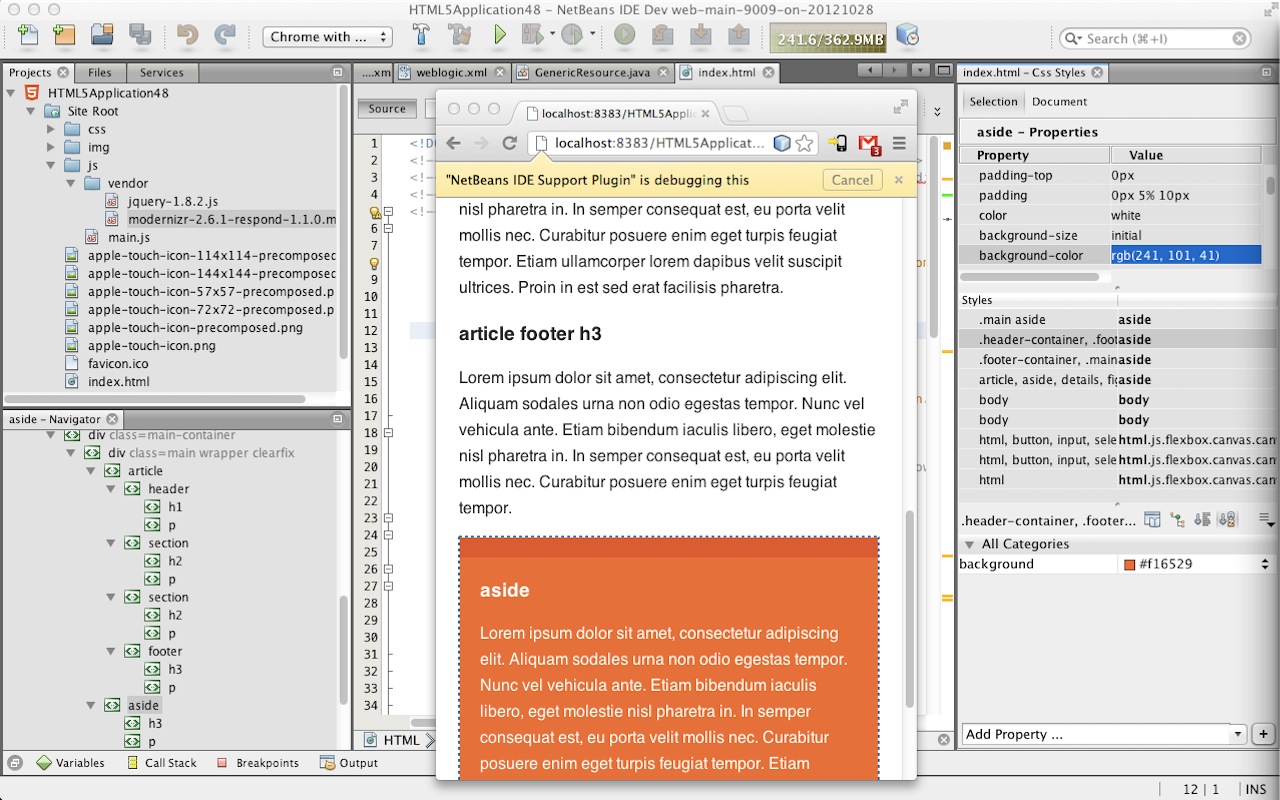 HTML5Application48 - NetBeans IDE Dev web-main-9009-on-20121028
Chrome with ...
241.6/362.9MB
Search (⌘+I)
Projects
Files
Services
HTML5Application48
Site Root
css
img
js
vendor
jquery-1.8.2.js
modernizr-2.6.1-respond-1.1.0.m
main.js
apple-touch-icon-114x114-precomposed
apple-touch-icon-144x144-precomposed
apple-touch-icon-57x57-precomposed.p
apple-touch-icon-72x72-precomposed.p
apple-touch-icon-precomposed.png
apple-touch-icon.png
favicon.ico
index.html
aside - Navigator
div class=main-container
div class=main wrapper clearfix
article
header
h1
p
section
h2
p
section
h2
p
footer
h3
p
aside
h3
p
....xm
weblogic.xml
GenericResource.java
index.html
Source
1 <!D
2 <!--
3 <!--
4 <!--
<!--
6
7
9
10
11
12
13
14
15
16
17
18
19
20
21
22
23
24
25
26
27
28
29
30
31
32
33
34
HTML
localhost:8383/HTML5Appli
localhost:8383/HTML5Applicat...
3
"NetBeans IDE Support Plugin" is debugging this
Cancel
nisl pharetra in. In semper consequat est, eu porta velit
mollis nec. Curabitur posuere enim eget turpis feugiat
tempor. Etiam ullamcorper lorem dapibus velit suscipit
ultrices. Proin in est sed erat facilisis pharetra.
article footer h3
Lorem ipsum dolor sit amet, consectetur adipiscing elit.
Aliquam sodales urna non odio egestas tempor. Nunc vel
vehicula ante. Etiam bibendum iaculis libero, eget molestie
nisl pharetra in. In semper consequat est, eu porta velit
mollis nec. Curabitur posuere enim eget turpis feugiat
tempor.
aside
Lorem ipsum dolor sit amet, consectetur adipiscing
elit. Aliquam sodales urna non odio egestas tempor.
Nunc vel vehicula ante. Etiam bibendum iaculis
libero, eget molestie nisl pharetra in. In semper
consequat est, eu porta velit mollis nec. Curabitur
posuere enim eget turpis feugiat tempor. Etiam
index.html - Css Styles
Selection
Document
aside - Properties
Property Value
padding-top 0px
padding 0px 5% 10px
color white
background-size initial
background-color rgb(241, 101, 41)
Styles
.main aside aside
.header-container, .foot aside
.footer-container, .main aside
article, aside, details, fig aside
body body
body body
html, button, input, sele html.js.flexbox.canvas.can
html, button, input, sele html.js.flexbox.canvas.can
html html.js.flexbox.canvas.can
.header-container, .footer...
All Categories
background #f16529
Add Property ...
Variables
Call Stack
Breakpoints
Output
12 | 1
INS